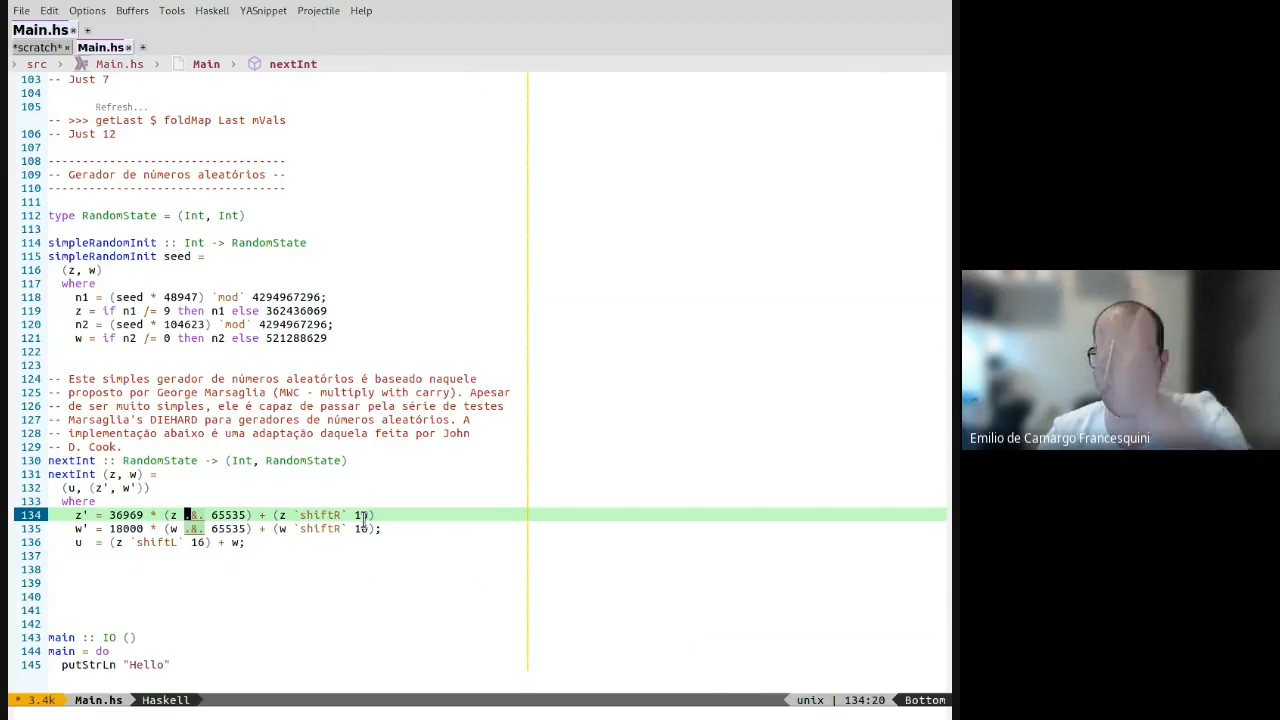 File Edit Options Buffers Tools Haskell YASnippet Projectile Help
Main.hs
*scratch* Main.hs
src Main.hs Main nextInt
103 -- Just 7
104
105 Refresh...
-- >>> getLast $ foldMap Last mVals
106 -- Just 12
107
108 -----------------------------------
109 -- Gerador de números aleatórios --
110 -----------------------------------
111
112 type RandomState = (Int, Int)
113
114 simpleRandomInit :: Int -> RandomState
115 simpleRandomInit seed =
116 (z, w)
117 where
118 n1 = (seed * 48947) `mod` 4294967296;
119 z = if n1 /= 9 then n1 else 362436069
120 n2 = (seed * 104623) `mod` 4294967296;
121 w = if n2 /= 0 then n2 else 521288629
122
123
124 -- Este simples gerador de números aleatórios é baseado naquele
125 -- proposto por George Marsaglia (MWC - multiply with carry). Apesar
126 -- de ser muito simples, ele é capaz de passar pela série de testes
127 -- Marsaglia's DIEHARD para geradores de números aleatórios. A
128 -- implementação abaixo é uma adaptação daquela feita por John
129 -- D. Cook.
130 nextInt :: RandomState -> (Int, RandomState)
131 nextInt (z, w) =
132 (u, (z', w'))
133 where
134 z' = 36969 * (z .&. 65535) + (z `shiftR` 16)
135 w' = 18000 * (w .&. 65535) + (w `shiftR` 16);
136 u = (z `shiftL` 16) + w;
137
138
139
140
141
142
143 main :: IO ()
144 main = do
145 putStrLn "Hello"
* 3.4k Main.hs Haskell unix | 134:20 Bottom
Emilio de Camargo Francesquini